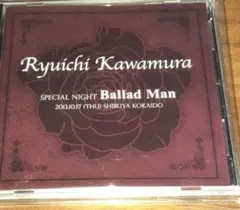 Ryuichi Kawamura
SPECIAL NIGHT Ballad Man
2013.10.17 (THU) SHIBUYA KOKAIDO